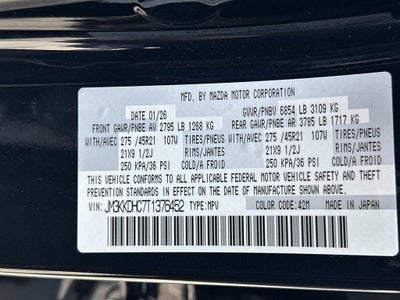 MFD. BY MAZDA MOTOR CORPORATION
DATE 01/26 GVWR/PNBV 6854 LB 3109 KG
FRONT GAWR/PNBE AV 2795 LB 1268 KG REAR GAWR/PNBE AR 3785 LB 1717 KG
WITH/AVEC 275 /45R21 107W TIRES/PNEUS WITH/AVEC 275 /45R21 107W TIRES/PNEUS
21X9 1/2J RIMS/JANTES 21X9 1/2J RIMS/JANTES
250 KPA/36 PSI COLD/A FROID 250 KPA/36 PSI COLD/A FROID
THIS VEHICLE CONFORMS TO ALL APPLICABLE FEDERAL MOTOR VEHICLE SAFETY AND THEFT
PREVENTION STANDARDS IN EFFECT ON THE DATE OF MANUFACTURE SHOWN ABOVE.
VIN: JM3KKDHC7T1376452 TYPE:MPV COLOR CODE:42M MADE IN JAPAN